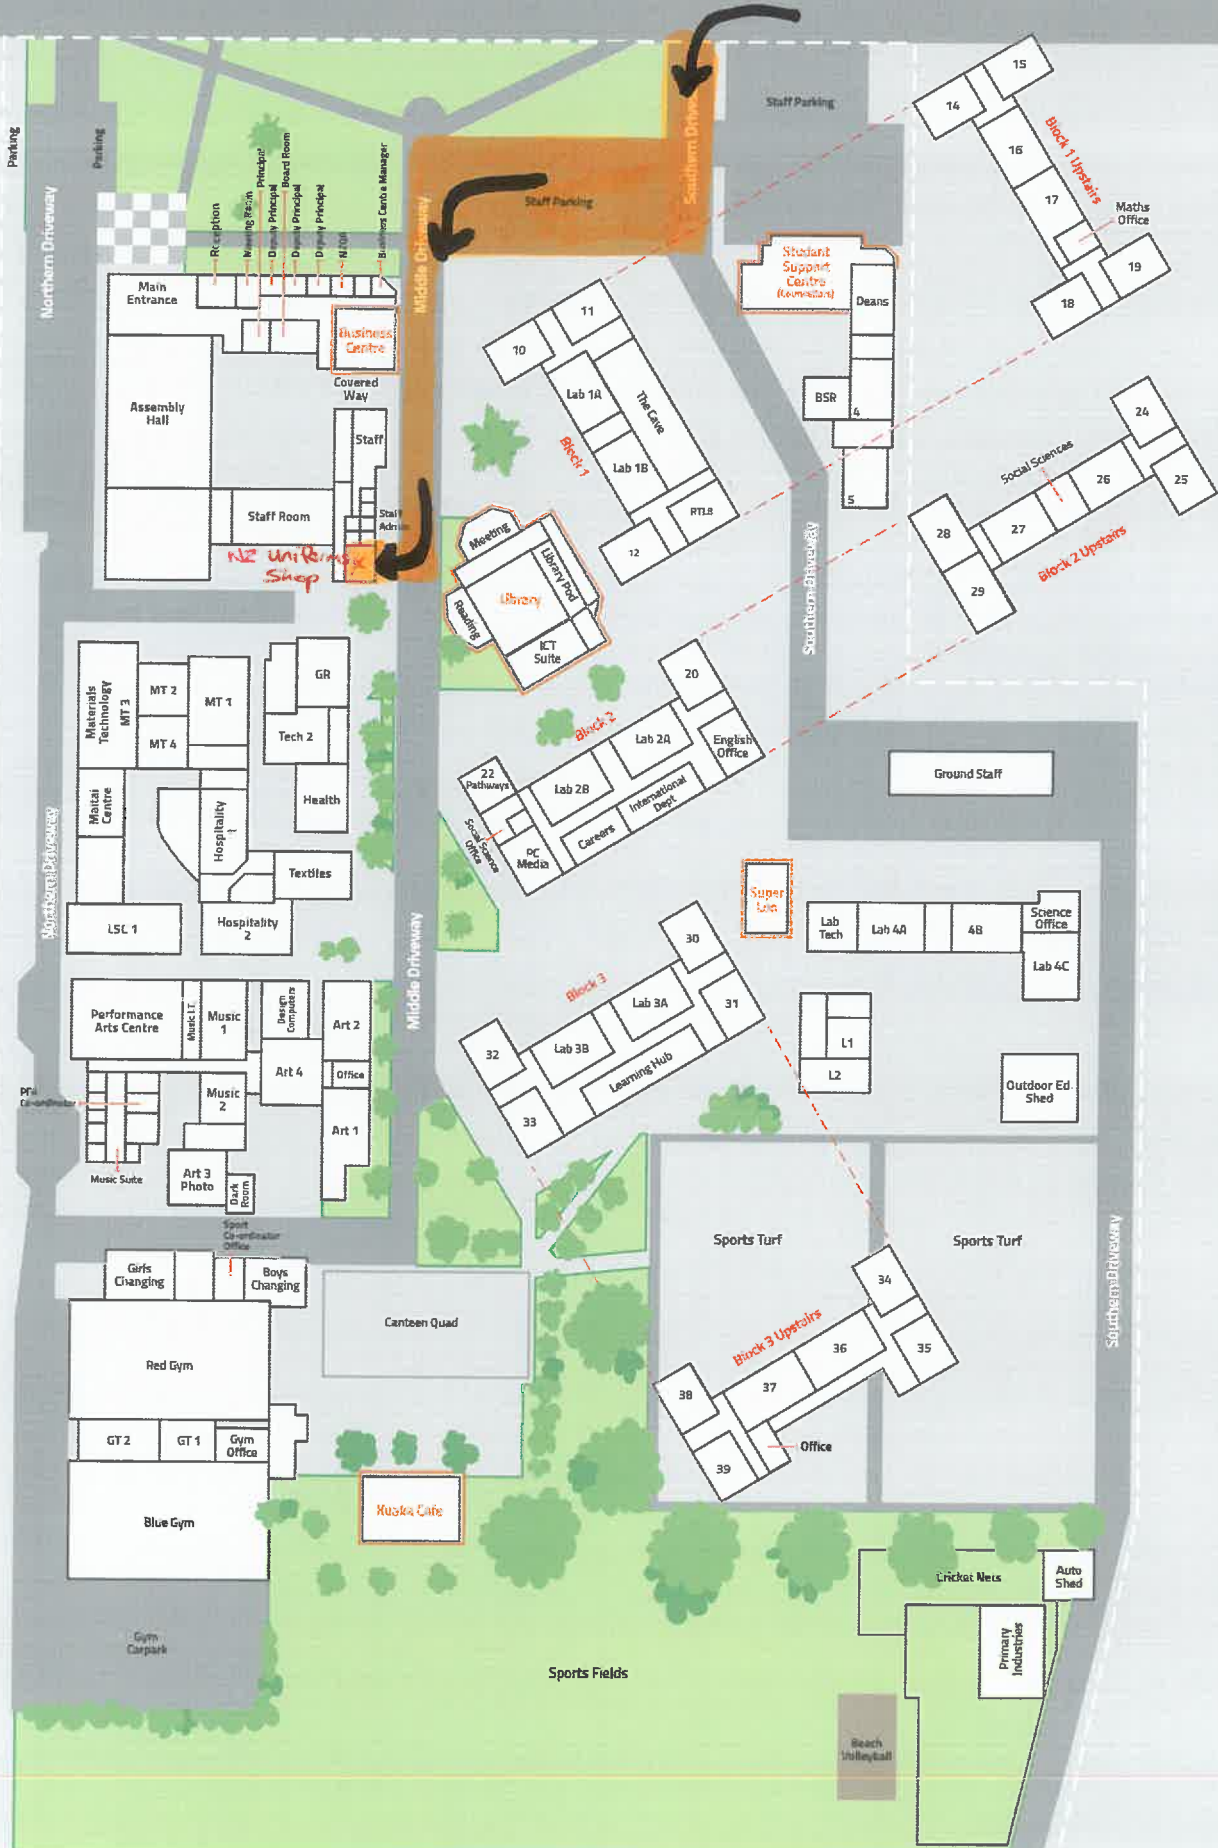 Parking
Parking
Northern Driveway
Reception
Meeting Room
Principal
Deputy Principal
Board Room
Deputy Principal
Deputy Principal
Business Centre Manager
Middle Driveway
Staff Parking
Southern Drive
Staff Parking
Main
Entrance
Business
Centre
Covered
Way
Assembly
Hall
Staff
Staff Room
Staff
Admin
NZ Uniforms
Shop
X
Student
Support
Centre
(Counsellors)
Deans
BSR
4
5
10
11
Lab 1A
The Cave
Lab 1B
Block 1
12
RTLB
14
15
16
17
Block 1 Upstairs
Maths
Office
18
19
Meeting
Library Pod
Library
Reading
ICT
Suite
Southern Driveway
24
25
Social Sciences
26
27
28
29
Block 2 Upstairs
Materials
Technology
MT 3
MT 2
MT 1
MT 4
GR
Tech 2
Health
Maitai
Centre
Hospitality
1
Textiles
LSC 1
Hospitality
2
Northern Driveway
Block 2
20
Lab 2A
English
Office
22
Pathways
Lab 2B
International
Dept
Careers
Social Science
Office
PC
Media
Ground Staff
Super
Loo
Lab
Tech
Lab 4A
4B
Science
Office
Lab 4C
Middle Driveway
Performance
Arts Centre
Music I.T.
Music
1
Design
Computers
Art 2
Office
Art 4
Art 1
Music
2
Co-ordinator
Music Suite
Art 3
Photo
Dark
Room
Block 3
30
31
Lab 3A
32
Lab 3B
Learning Hub
33
L1
L2
Outdoor Ed
Shed
Sport
Co-ordinator
Office
Girls
Changing
Boys
Changing
Canteen Quad
Red Gym
GT 2
GT 1
Gym
Office
Blue Gym
Gym
Carpark
Kuaka Cafe
Sports Turf
Sports Turf
Southern Driveway
34
35
Block 3 Upstairs
36
37
38
39
Office
Cricket Nets
Auto
Shed
Primary
Industries
Sports Fields
Beach
Volleyball